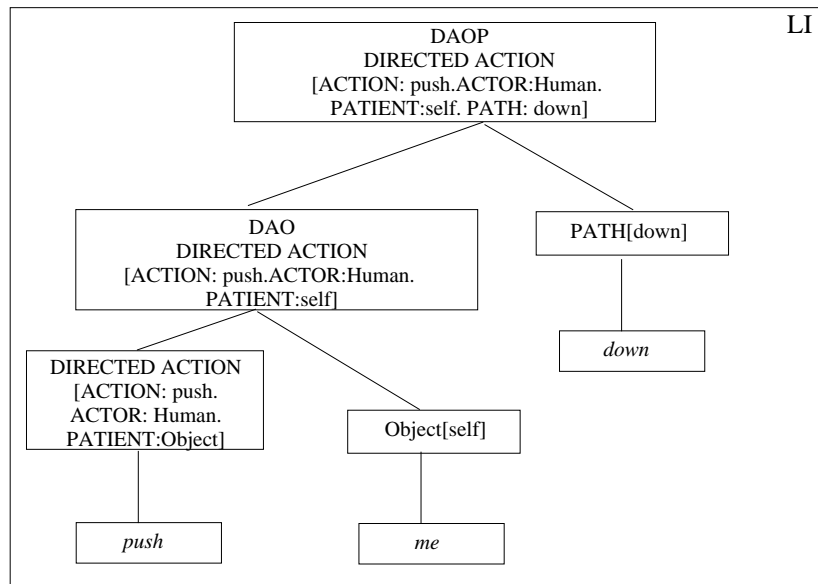 LI
DAOP
DIRECTED ACTION
[ACTION: push.ACTOR:Human.
PATIENT:self. PATH: down]
DAO
DIRECTED ACTION
[ACTION: push.ACTOR:Human.
PATIENT:self]
PATH[down]
down
DIRECTED ACTION
[ACTION: push.
ACTOR: Human.
PATIENT:Object]
Object[self]
push
me